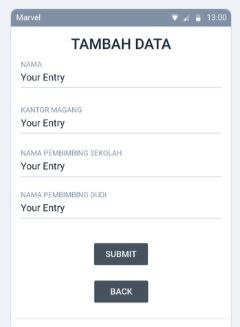 Marvel 13:00
TAMBAH DATA
NAMA
Your Entry
KANTOR MAGANG
Your Entry
NAMA PEMBIMBING SEKOLAH
Your Entry
NAMA PEMBIMBING DUDI
Your Entry
SUBMIT
BACK